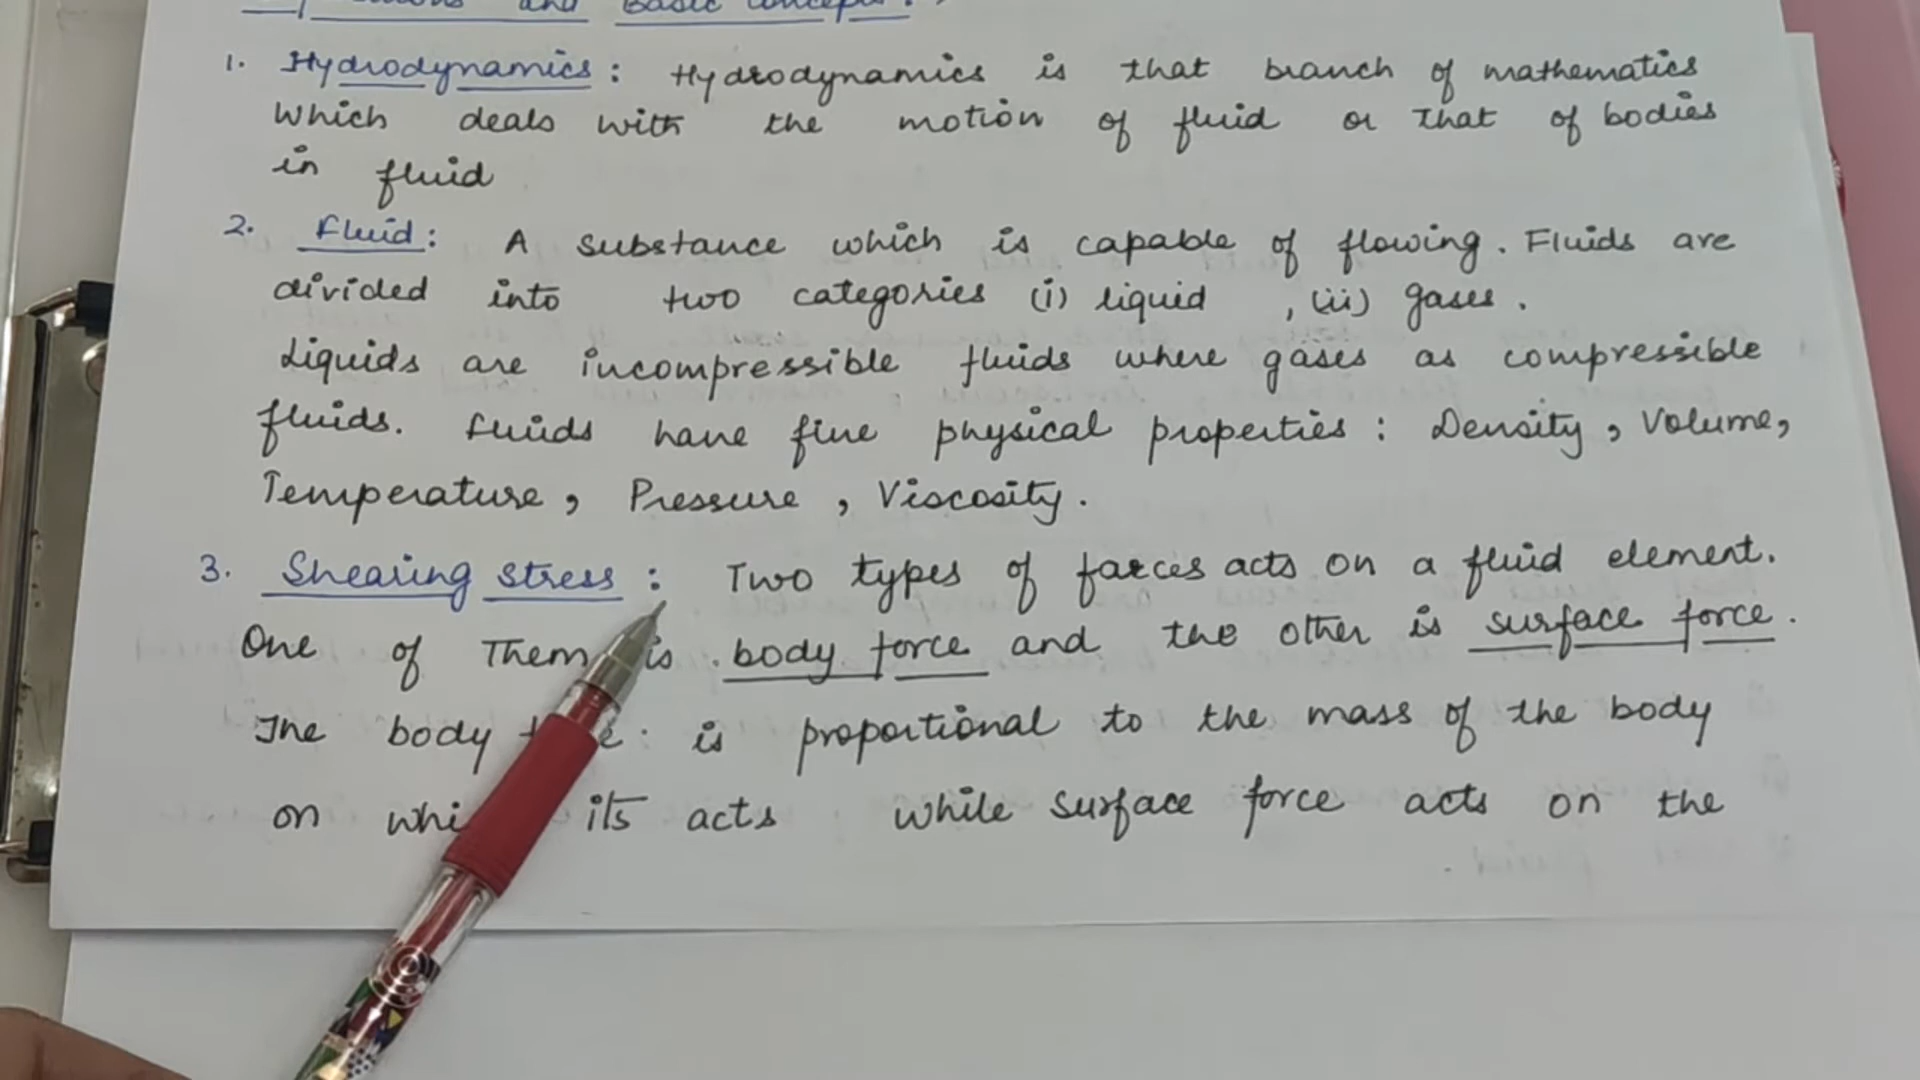 and Basic concepts :
1. Hydrodynamics : Hydrodynamics is that branch of mathematics
which deals with the motion of fluid or that of bodies
in fluid
2. Fluid : A substance which is capable of flowing. Fluids are
divided into two categories (i) liquid , (ii) gases .
Liquids are incompressible fluids where gases as compressible
fluids. Fluids have five physical properties : Density , Volume,
Temperature , Pressure , Viscosity .
3. Shearing stress : Two types of forces acts on a fluid element.
One of Them is body force and the other is surface force .
The body is proportional to the mass of the body
on its acts while surface force acts on the